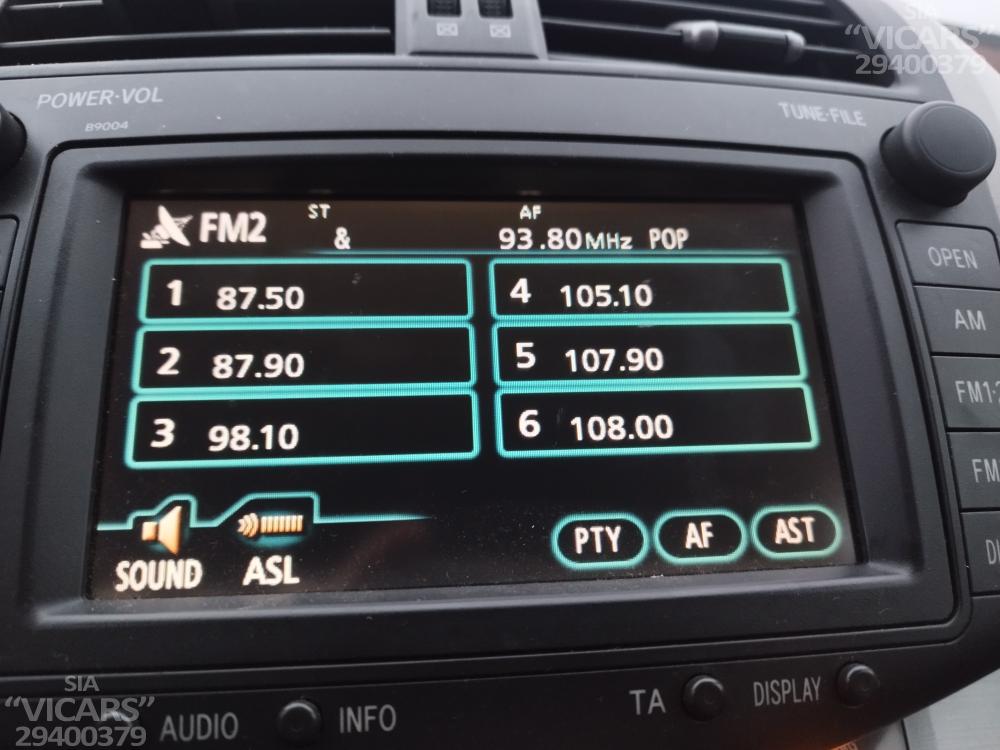 SIA
“VICARS”
29400379
POWER·VOL
B9004
TUNE·FILE
FM2
ST
&
AF
93.80MHz POP
1 87.50
4 105.10
2 87.90
5 107.90
3 98.10
6 108.00
SOUND
ASL
PTY
AF
AST
OPEN
AM
FM1·2
FM
TA
DISPLAY
AUDIO
INFO
SIA
“VICARS”
29400379